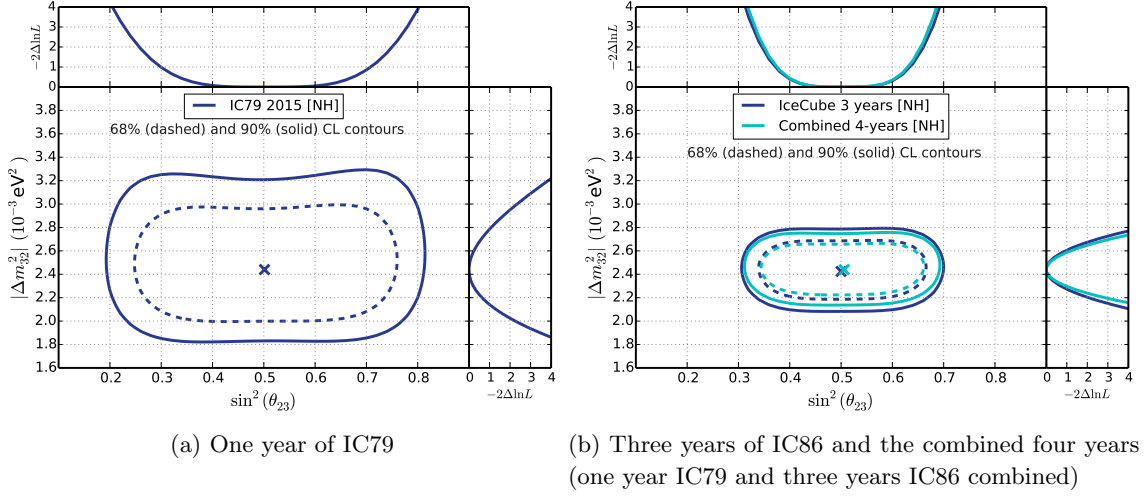 −2ΔlnL
4
3
2
1
0
IC79 2015 [NH]
68% (dashed) and 90% (solid) CL contours
|Δm²₃₂| (10⁻³ eV²)
3.8
3.6
3.4
3.2
3.0
2.8
2.6
2.4
2.2
2.0
1.8
1.6
0.2 0.3 0.4 0.5 0.6 0.7 0.8
sin² (θ₂₃)
0 1 2 3 4
−2ΔlnL
(a) One year of IC79
−2ΔlnL
4
3
2
1
0
IceCube 3 years [NH]
Combined 4-years [NH]
68% (dashed) and 90% (solid) CL contours
|Δm²₃₂| (10⁻³ eV²)
3.8
3.6
3.4
3.2
3.0
2.8
2.6
2.4
2.2
2.0
1.8
1.6
0.2 0.3 0.4 0.5 0.6 0.7 0.8
sin² (θ₂₃)
0 1 2 3 4
−2ΔlnL
(b) Three years of IC86 and the combined four years
(one year IC79 and three years IC86 combined)